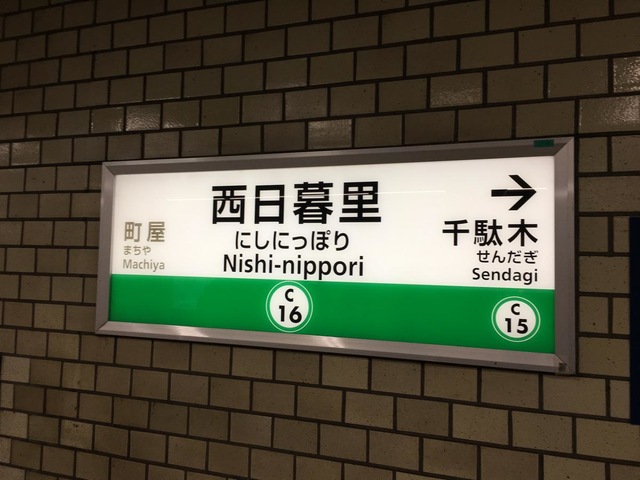 西日暮里
にしにっぽり
Nishi-nippori
C
16
町屋
まちや
Machiya
→
千駄木
せんだぎ
Sendagi
C
15